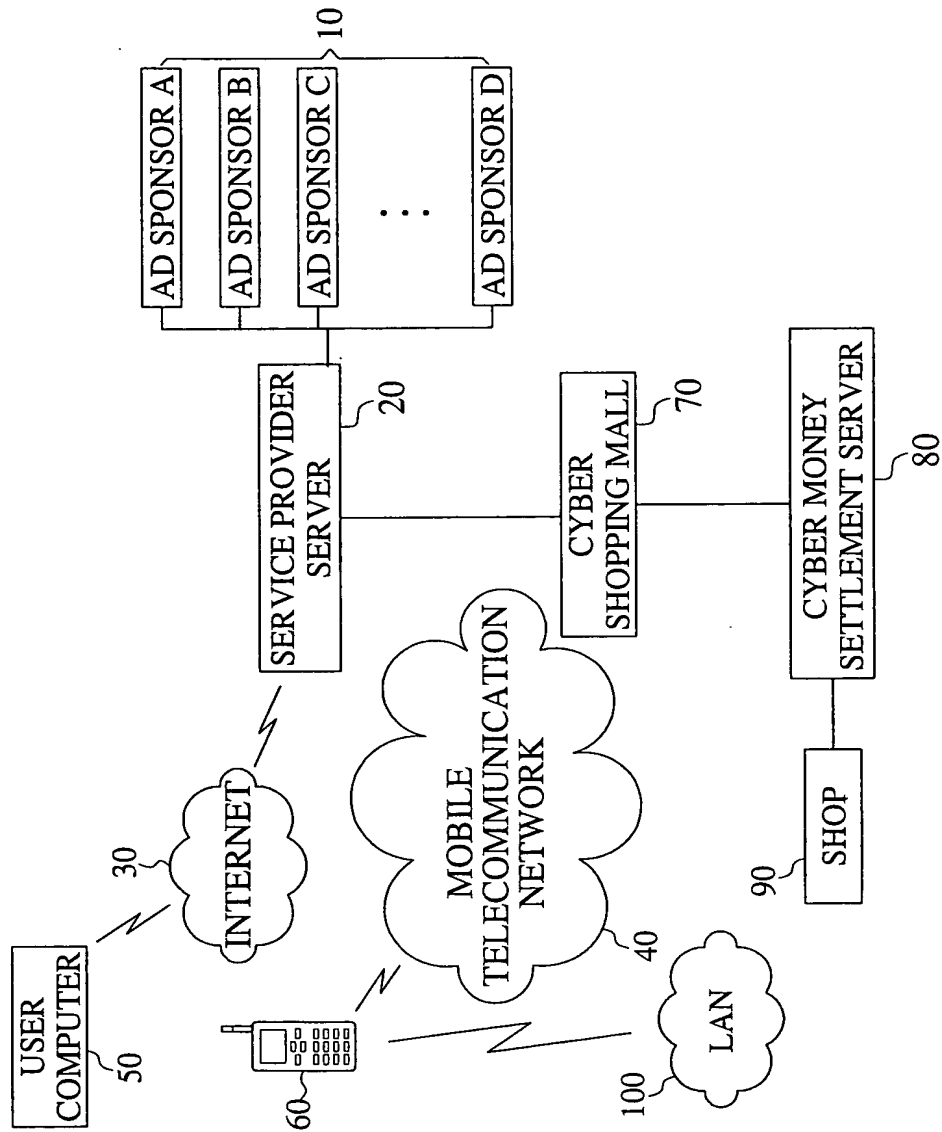 USER
COMPUTER
50
30
INTERNET
60
SERVICE PROVIDER
SERVER
20
AD SPONSOR A
AD SPONSOR B
AD SPONSOR C
...
AD SPONSOR D
10
MOBILE
TELECOMMUNICATION
NETWORK
40
CYBER
SHOPPING MALL
70
LAN
100
SHOP
90
CYBER MONEY
SETTLEMENT SERVER
80